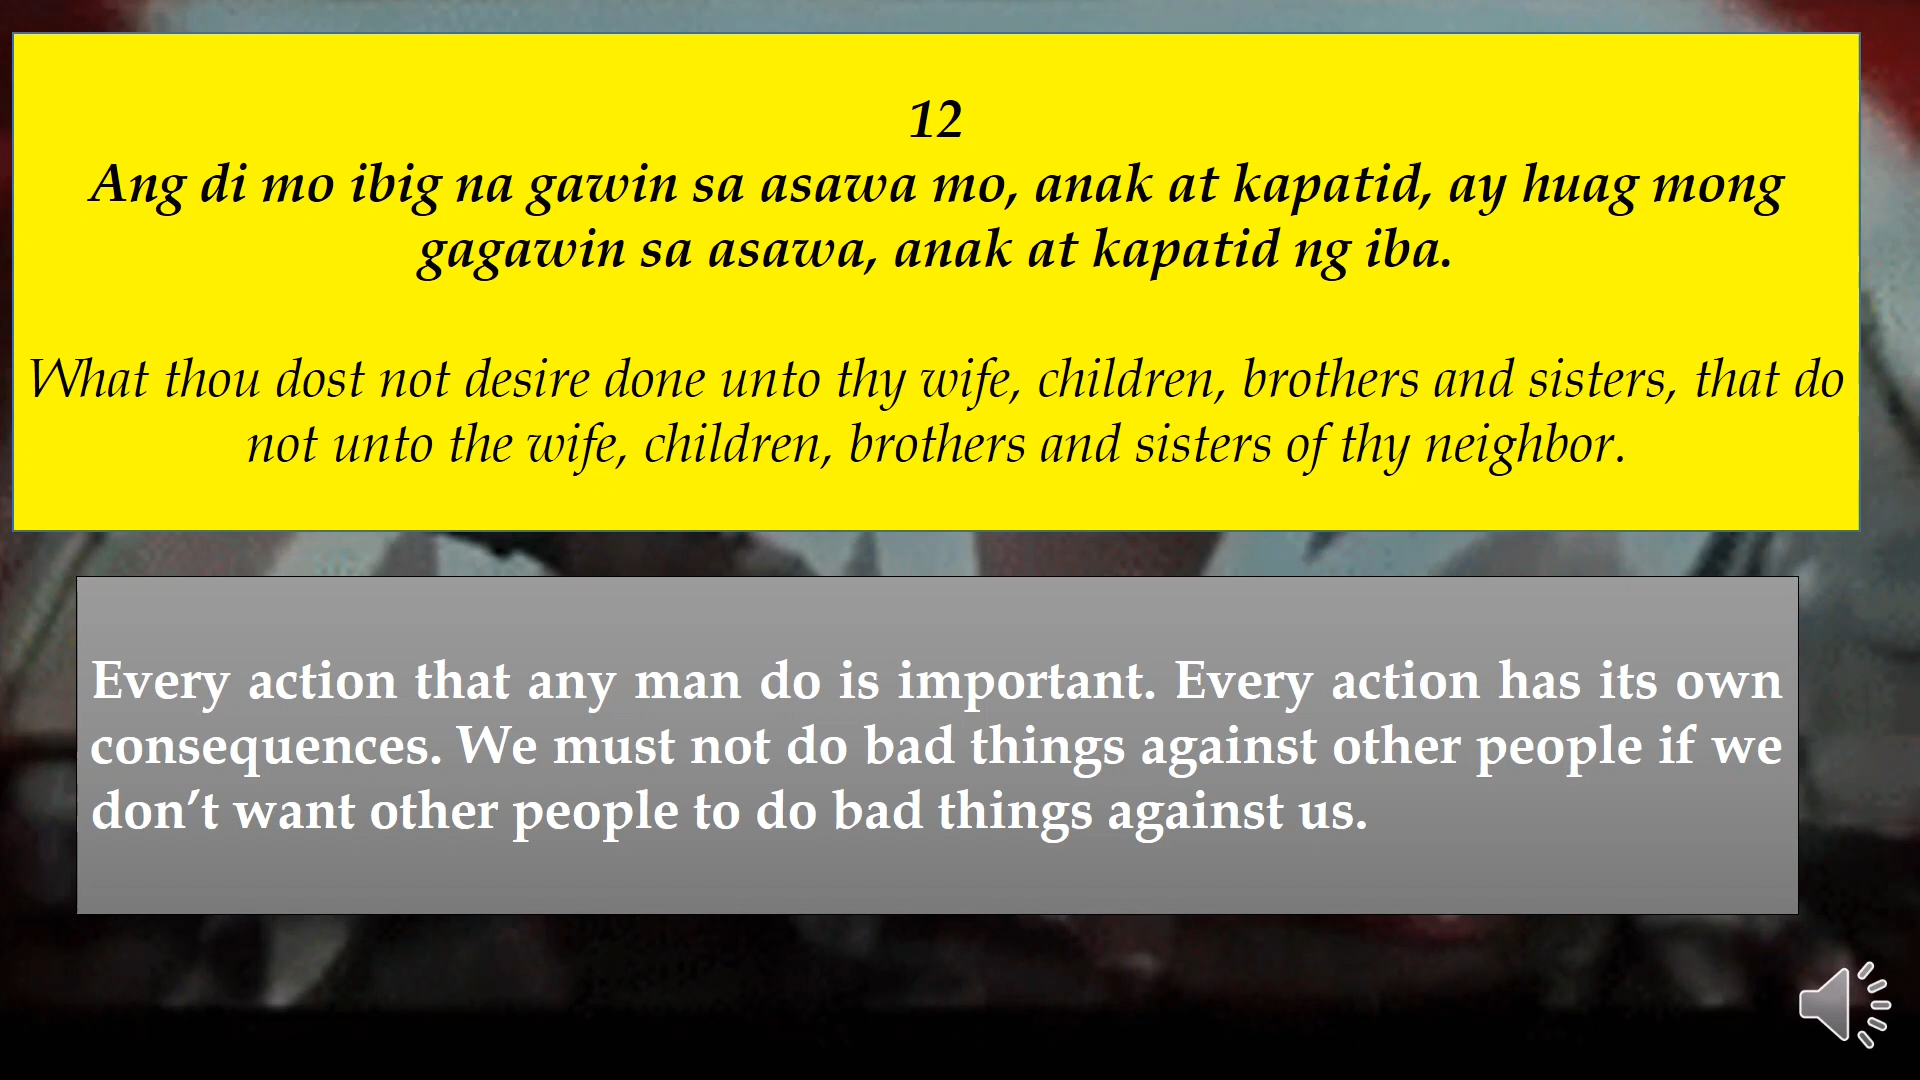 12
Ang di mo ibig na gawin sa asawa mo, anak at kapatid, ay huag mong
gagawin sa asawa, anak at kapatid ng iba.
What thou dost not desire done unto thy wife, children, brothers and sisters, that do
not unto the wife, children, brothers and sisters of thy neighbor.
Every action that any man do is important. Every action has its own
consequences. We must not do bad things against other people if we
don’t want other people to do bad things against us.